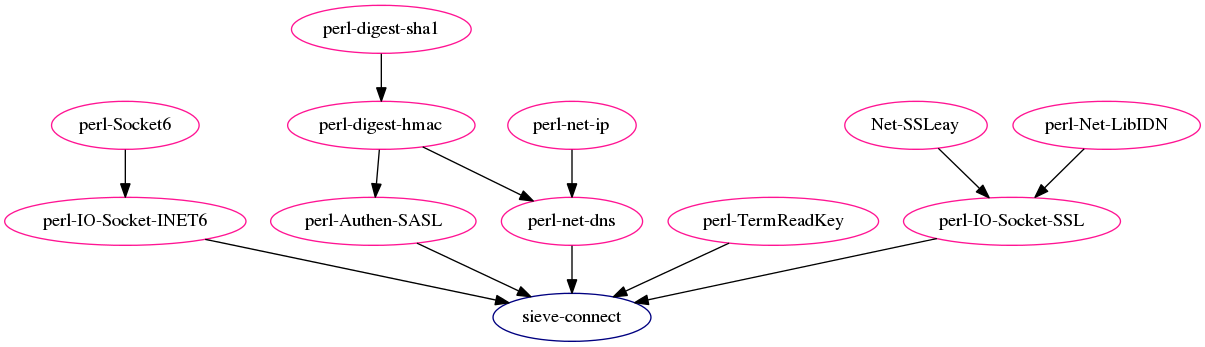 perl-digest-sha1
perl-Socket6
perl-digest-hmac
perl-net-ip
Net-SSLeay
perl-Net-LibIDN
perl-IO-Socket-INET6
perl-Authen-SASL
perl-net-dns
perl-TermReadKey
perl-IO-Socket-SSL
sieve-connect